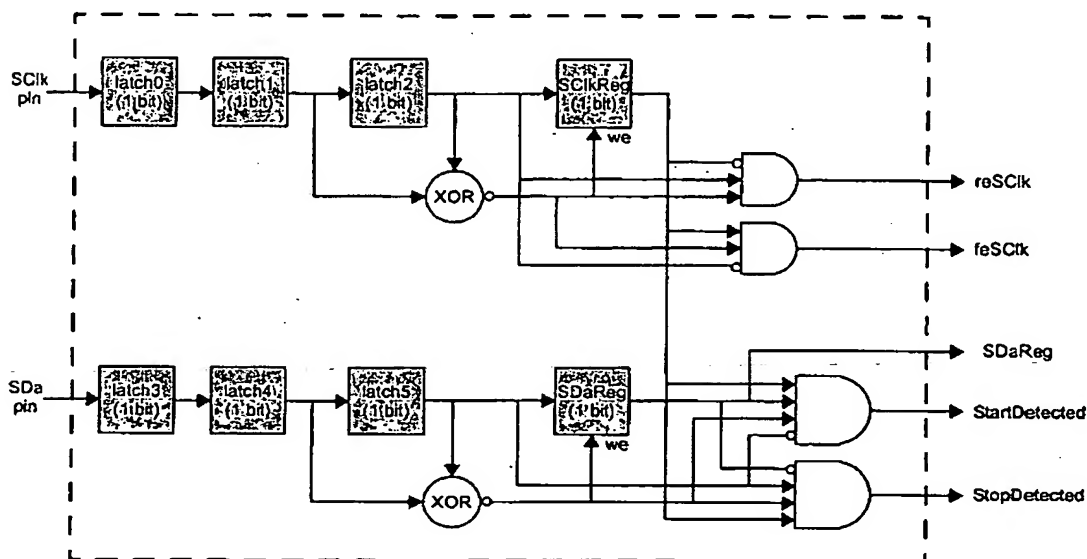 SClk
pin
latch0
(1 bit)
latch1
(1 bit)
latch2
(1 bit)
SClkReg
(1 bit)
we
XOR
reSClk
feSClk
SDa
pin
latch3
(1 bit)
latch4
(1 bit)
latch5
(1 bit)
SDaReg
(1 bit)
we
XOR
SDaReg
StartDetected
StopDetected